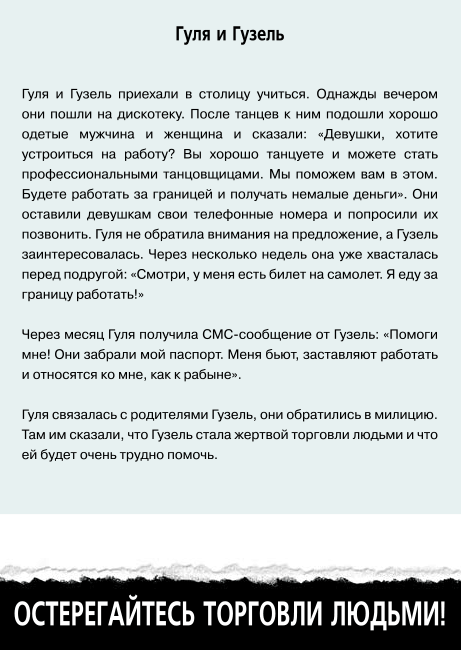 Гуля и Гузель
Гуля и Гузель приехали в столицу учиться. Однажды вечером
они пошли на дискотеку. После танцев к ним подошли хорошо
одетые мужчина и женщина и сказали: «Девушки, хотите
устроиться на работу? Вы хорошо танцуете и можете стать
профессиональными танцовщицами. Мы поможем вам в этом.
Будете работать за границей и получать немалые деньги». Они
оставили девушкам свои телефонные номера и попросили их
позвонить. Гуля не обратила внимания на предложение, а Гузель
заинтересовалась. Через несколько недель она уже хвасталась
перед подругой: «Смотри, у меня есть билет на самолет. Я еду за
границу работать!»
Через месяц Гуля получила СМС-сообщение от Гузель: «Помоги
мне! Они забрали мой паспорт. Меня бьют, заставляют работать
и относятся ко мне, как к рабыне».
Гуля связалась с родителями Гузель, они обратились в милицию.
Там им сказали, что Гузель стала жертвой торговли людьми и что
ей будет очень трудно помочь.
ОСТЕРЕГАЙТЕСЬ ТОРГОВЛИ ЛЮДЬМИ!